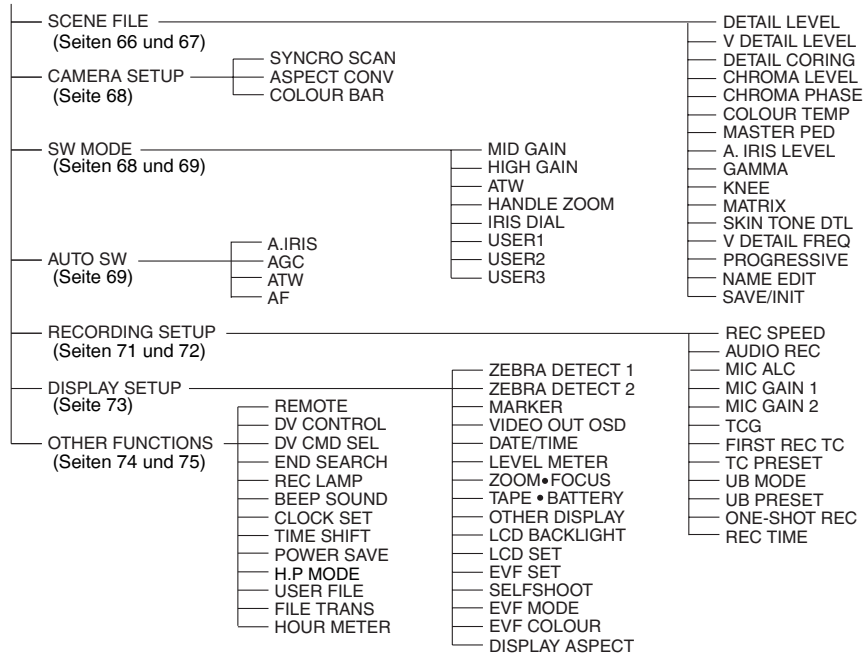 SCENE FILE
(Seiten 66 und 67)
DETAIL LEVEL
V DETAIL LEVEL
DETAIL CORING
CHROMA LEVEL
CHROMA PHASE
COLOUR TEMP
MASTER PED
A. IRIS LEVEL
GAMMA
KNEE
MATRIX
SKIN TONE DTL
V DETAIL FREQ
PROGRESSIVE
NAME EDIT
SAVE/INIT
CAMERA SETUP
(Seite 68)
SYNCRO SCAN
ASPECT CONV
COLOUR BAR
SW MODE
(Seiten 68 und 69)
MID GAIN
HIGH GAIN
ATW
HANDLE ZOOM
IRIS DIAL
USER1
USER2
USER3
AUTO SW
(Seite 69)
A.IRIS
AGC
ATW
AF
RECORDING SETUP
(Seiten 71 und 72)
REC SPEED
AUDIO REC
MIC ALC
MIC GAIN 1
MIC GAIN 2
TCG
FIRST REC TC
TC PRESET
UB MODE
UB PRESET
ONE-SHOT REC
REC TIME
DISPLAY SETUP
(Seite 73)
ZEBRA DETECT 1
ZEBRA DETECT 2
MARKER
VIDEO OUT OSD
DATE/TIME
LEVEL METER
ZOOM•FOCUS
TAPE • BATTERY
OTHER DISPLAY
LCD BACKLIGHT
LCD SET
EVF SET
SELFSHOOT
EVF MODE
EVF COLOUR
DISPLAY ASPECT
OTHER FUNCTIONS
(Seiten 74 und 75)
REMOTE
DV CONTROL
DV CMD SEL
END SEARCH
REC LAMP
BEEP SOUND
CLOCK SET
TIME SHIFT
POWER SAVE
H.P MODE
USER FILE
FILE TRANS
HOUR METER